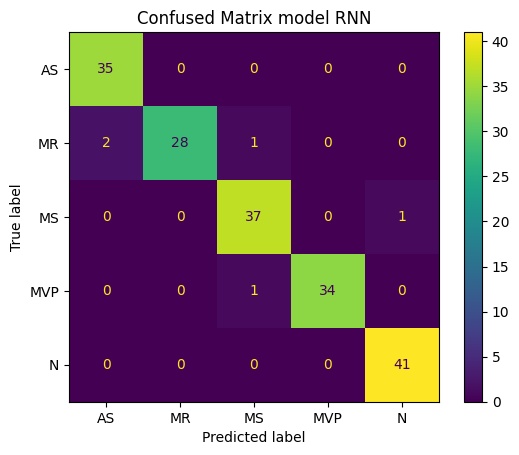 Confused Matrix model RNN
AS 35 0 0 0 0
MR 2 28 1 0 0
MS 0 0 37 0 1
MVP 0 0 1 34 0
N 0 0 0 0 41
AS MR MS MVP N
Predicted label
True label
40
35
30
25
20
15
10
5
0